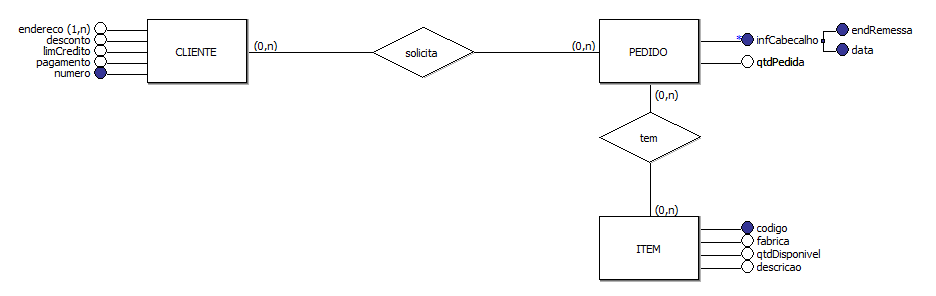 endereco (1,n)
desconto
limCredito
pagamento
numero
CLIENTE
(0,n)
solicita
(0,n)
PEDIDO
*
infCabecalho
endRemessa
data
qtdPedida
(0,n)
tem
(0,n)
ITEM
codigo
fabrica
qtdDisponivel
descricao